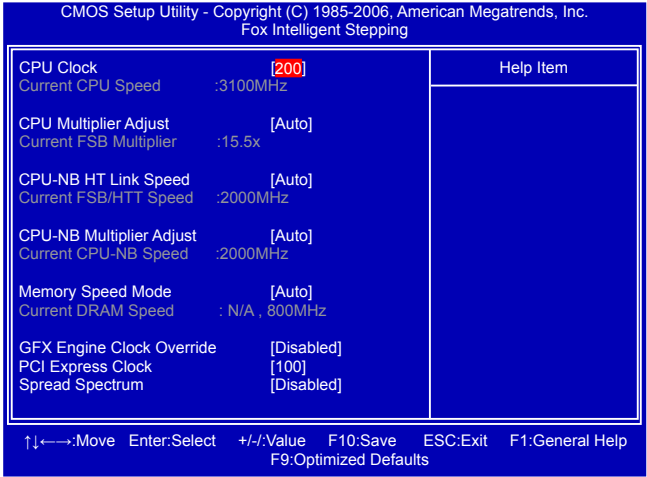 CMOS Setup Utility - Copyright (C) 1985-2006, American Megatrends, Inc.
Fox Intelligent Stepping
CPU Clock [200] Help Item
Current CPU Speed :3100MHz
CPU Multiplier Adjust [Auto]
Current FSB Multiplier :15.5x
CPU-NB HT Link Speed [Auto]
Current FSB/HTT Speed :2000MHz
CPU-NB Multiplier Adjust [Auto]
Current CPU-NB Speed :2000MHz
Memory Speed Mode [Auto]
Current DRAM Speed : N/A , 800MHz
GFX Engine Clock Override [Disabled]
PCI Express Clock [100]
Spread Spectrum [Disabled]
↑↓←→:Move Enter:Select +/-/:Value F10:Save ESC:Exit F1:General Help
F9:Optimized Defaults